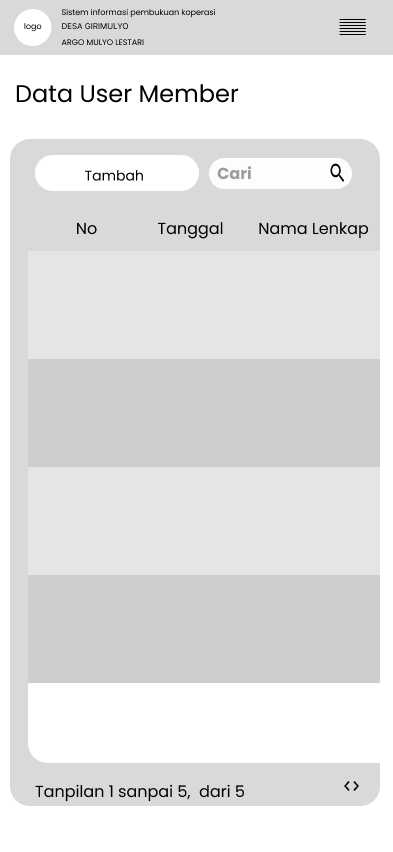 logo
Sistem informasi pembukuan koperasi
DESA GIRIMULYO
ARGO MULYO LESTARI
Data User Member
Tambah
Cari
No Tanggal Nama Lenkap
Tanpilan 1 sanpai 5, dari 5